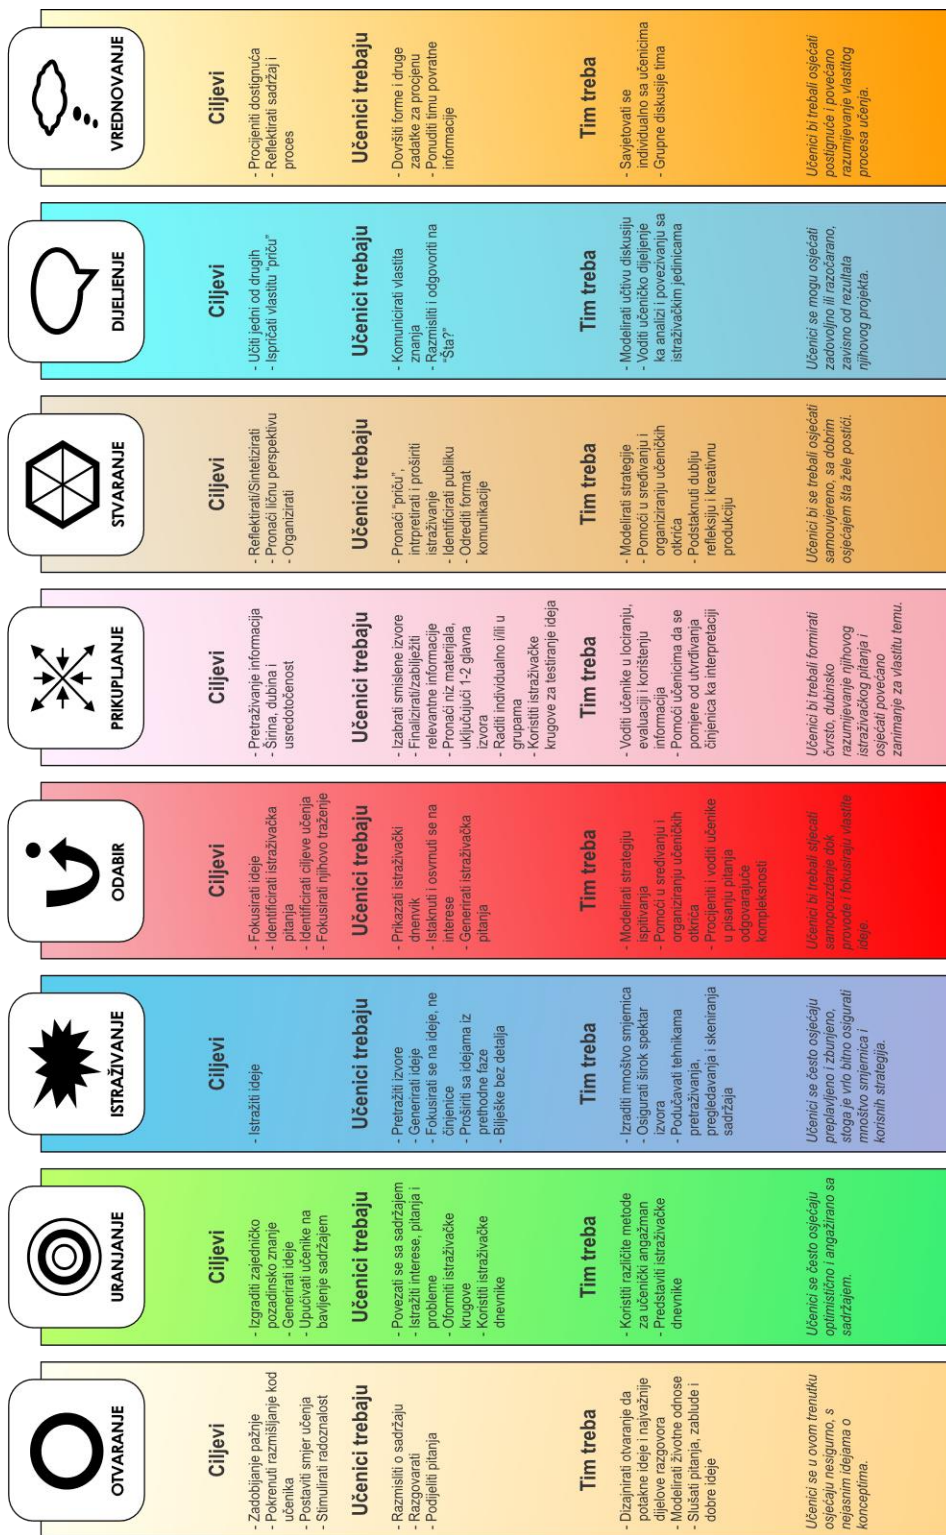 OTVARANJE
Ciljevi
- Zadobijanje pažnje
- Pokrenuti razmišljanje kod
učenika
- Postaviti smjer učenja
- Stimulirati radoznalost
Učenici trebaju
- Razmisliti o sadržaju
- Razgovarati
- Podijeliti pitanja
Tim treba
- Dizajnirati otvaranje da
potakne ideje i najvažnije
dijelove razgovora
- Modelirati životne odnose
- Slušati pitanja, zablude i
dobre ideje
Učenici se u ovom trenutku
osjećaju nesigurno, s
nejasnim idejama o
konceptima.
URANJANJE
Ciljevi
- Izgraditi zajedničko
pozadinsko znanje
- Generirati ideje
- Upućivati učenike na
bavljenje sadržajem
Učenici trebaju
- Povezati se sa sadržajem
- Istražiti interese, pitanja i
probleme
- Oformiti istraživačke
krugove
- Koristiti istraživačke
dnevnike
Tim treba
- Koristiti različite metode
za učenički angažman
- Predstaviti istraživačke
dnevnike
Učenici se često osjećaju
optimistično i angažirano sa
sadržajem.
ISTRAŽIVANJE
Ciljevi
- Istražiti ideje
Učenici trebaju
- Pretražiti izvore
- Generirati ideje
- Fokusirati se na ideje, ne
činjenice
- Proširiti sa idejama iz
prethodne faze
- Bilješke bez detalja
Tim treba
- Izraditi mnoštvo smjernica
- Osigurati širok spektar
izvora
- Podučavati tehnikama
pretraživanja,
pregledavanja i skeniranja
sadržaja
Učenici se često osjećaju
preplavljeno i zbunjeno,
stoga je vrlo bitno osigurati
mnoštvo smjernica i
korisnih strategija.
ODABIR
Ciljevi
- Fokusirati ideje
- Identificirati istraživačka
pitanja
- Identificirati ciljeve učenja
- Fokusirati njihovo traženje
Učenici trebaju
- Prikazati istraživački
dnenvik
- Istaknuti i osvrnuti se na
interese
- Generirati istraživačka
pitanja
Tim treba
- Modelirati strategiju
ispitivanja
- Pomoći u sređivanju i
organiziranju učeničkih
otkrića
- Procijeniti i voditi učenike
u pisanju pitanja
odgovarajuće
kompleksnosti
Učenici bi trebali stjecati
samopouzdanje dok
provode i fokusiraju vlastite
ideje.
PRIKUPLJANJE
Ciljevi
- Pretraživanje informacija
- Širina, dubina i
usredotočenost
Učenici trebaju
- Izabrati smislene izvore
- Finalizirati/zabilježiti
relevantne informacije
- Pronaći niz materijala,
uključujući 1-2 glavna
izvora
- Raditi individualno i/ili u
grupama
- Koristiti istraživačke
krugove za testiranje ideja
Tim treba
- Voditi učenike u lociranju,
evaluaciji i korištenju
informacija
- Pomoći učenicima da se
pomjere od utvrđivanja
činjenica ka interpretaciji
Učenici bi trebali formirati
čvrsto, dubinsko
razumijevanje njihovog
istraživačkog pitanja i
osjećati povećano
zanimanje za vlastitu temu.
STVARANJE
Ciljevi
- Reflektirati/Sintetizirati
- Pronaći ličnu perspektivu
- Organizirati
Učenici trebaju
- Pronaći "priču",
intrpretirati i proširiti
istraživanje
- Identificirati publiku
- Odrediti format
komunikacije
Tim treba
- Modelirati strategije
- Pomoći u sređivanju i
organiziranju učeničkih
otkrića
- Podstaknuti dublju
refleksiju i kreativnu
produkciju
Učenici bi se trebali osjećati
samouvjereno, sa dobrim
osjećajem šta žele postići.
DIJELJENJE
Ciljevi
- Učiti jedni od drugih
- Ispričati vlastitu "priču"
Učenici trebaju
- Komunicirati vlastita
znanja
- Razmisliti i odgovoriti na
"Šta?"
Tim treba
- Modelirati učtivu diskusiju
- Voditi učeničko dijeljenje
ka analizi i povezivanju sa
istraživačkim jedinicama
Učenici se mogu osjećati
zadovoljno ili razočarano,
zavisno od rezultata
njihovog projekta.
VREDNOVANJE
Ciljevi
- Procijeniti dostignuća
- Reflektirati sadržaj i
proces
Učenici trebaju
- Dovršiti forme i druge
zadatke za procjenu
- Ponuditi timu povratne
informacije
Tim treba
- Savjetovati se
individualno sa učenicima
- Grupne diskusije tima
Učenici bi trebali osjećati
postignuće i povećano
razumijevanje vlastitog
procesa učenja.